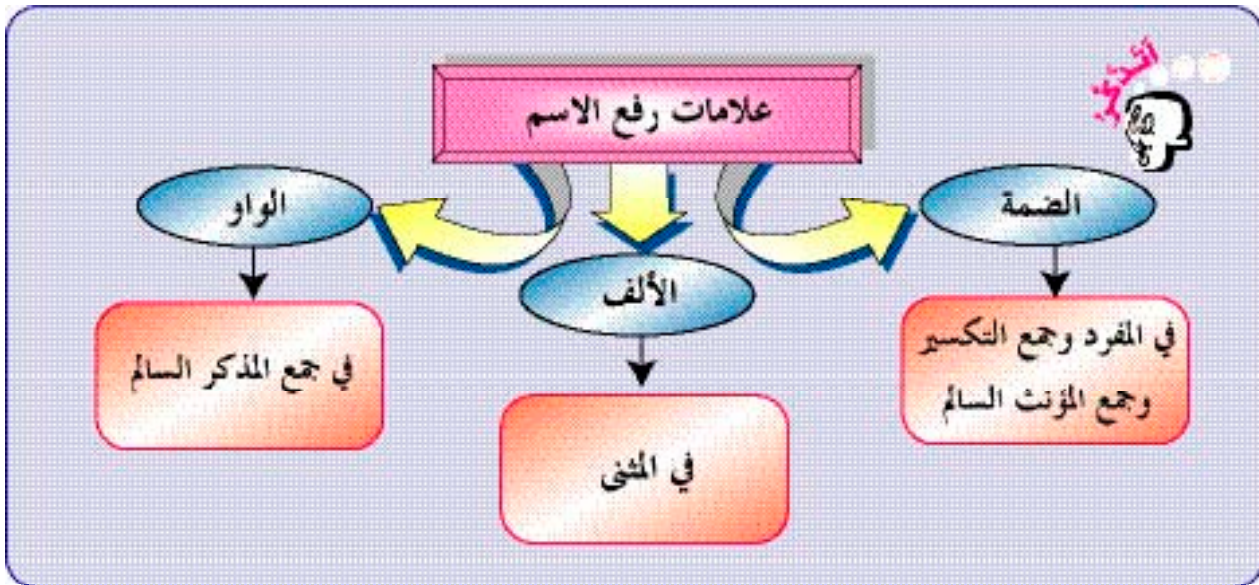 أتذكر
علامات رفع الاسم
الضمة
الألف
الواو
في المفرد وجمع التكسير
وجمع المؤنث السالم
في المثنى
في جمع المذكر السالم